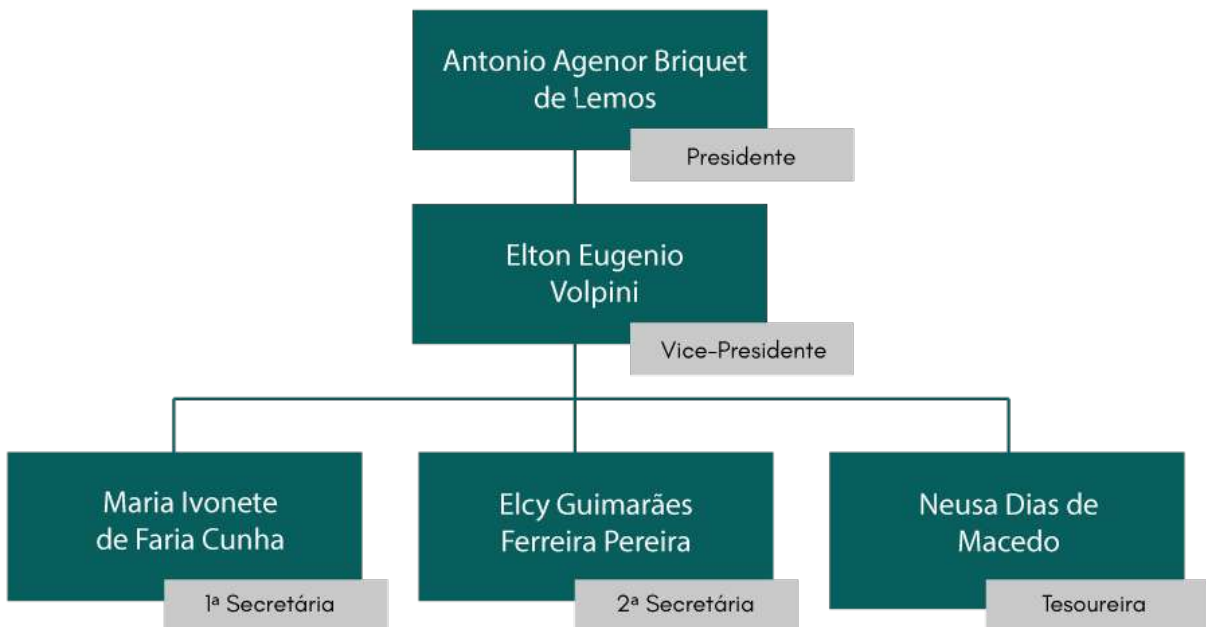 Antonio Agenor Briquet
de Lemos
Presidente
Elton Eugenio
Volpini
Vice-Presidente
Maria Ivonete
de Faria Cunha
1ª Secretária
Elcy Guimarães
Ferreira Pereira
2ª Secretária
Neusa Dias de
Macedo
Tesoureira